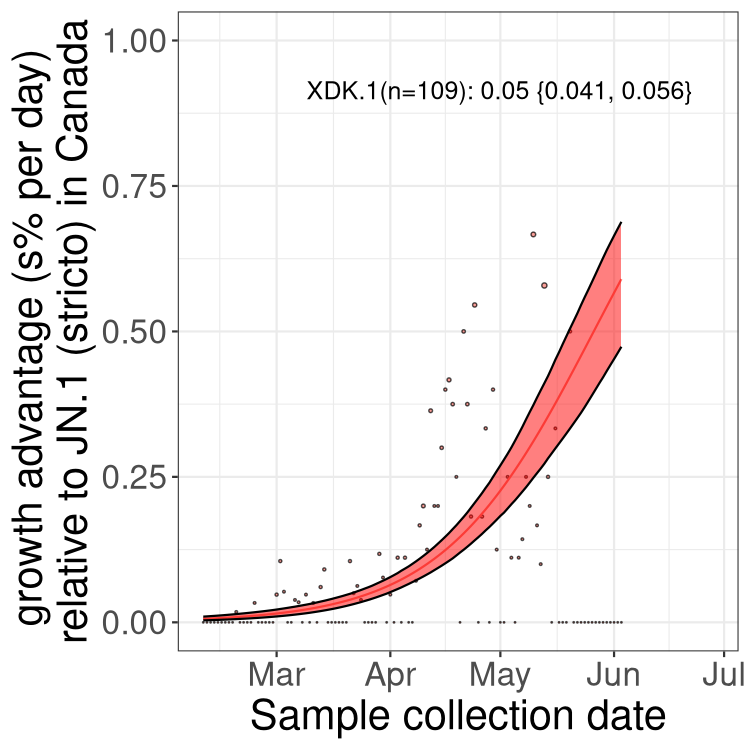 growth advantage (s% per day)
relative to JN.1 (stricto) in Canada
1.00
0.75
0.50
0.25
0.00
XDK.1(n=109): 0.05 {0.041, 0.056}
Mar Apr May Jun Jul
Sample collection date